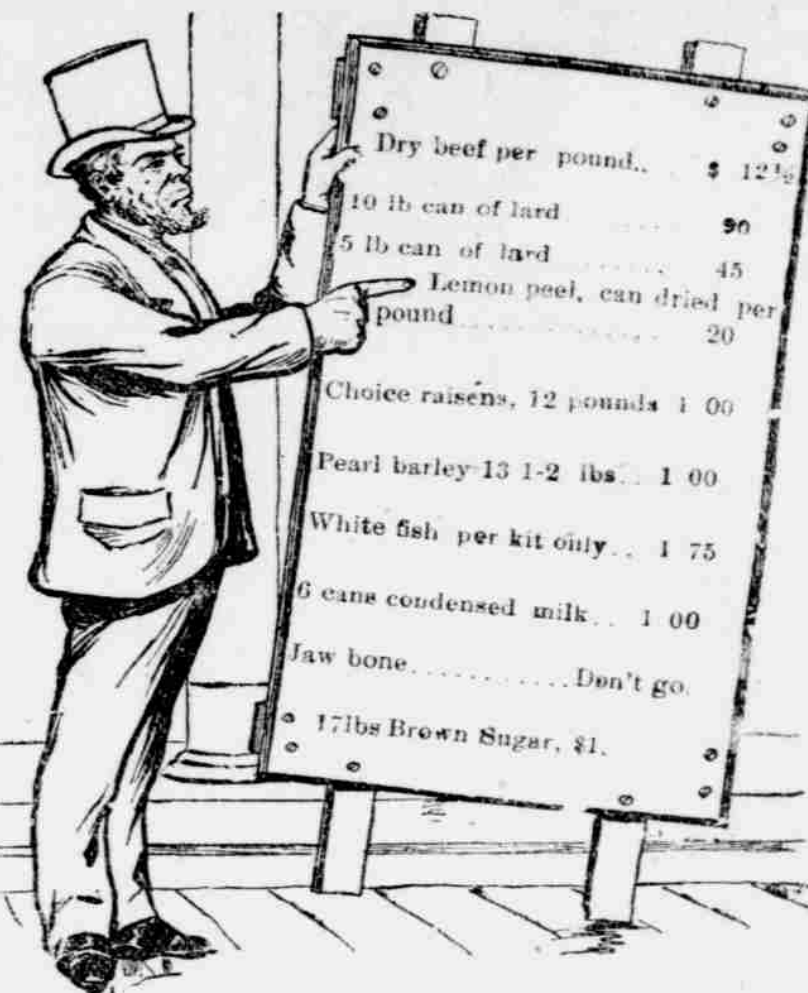 Dry beef per pound.. $ 12½
10 lb can of lard ..... 90
5 lb can of lard ....... 45
Lemon peel, can dried per
pound................ 20
Choice raisens, 12 pounds 1 00
Pearl barley 13 1-2 lbs.. 1 00
White fish per kit only.. 1 75
6 cans condensed milk.. 1 00
Jaw bone............Don't go.
17lbs Brown Sugar, $1.